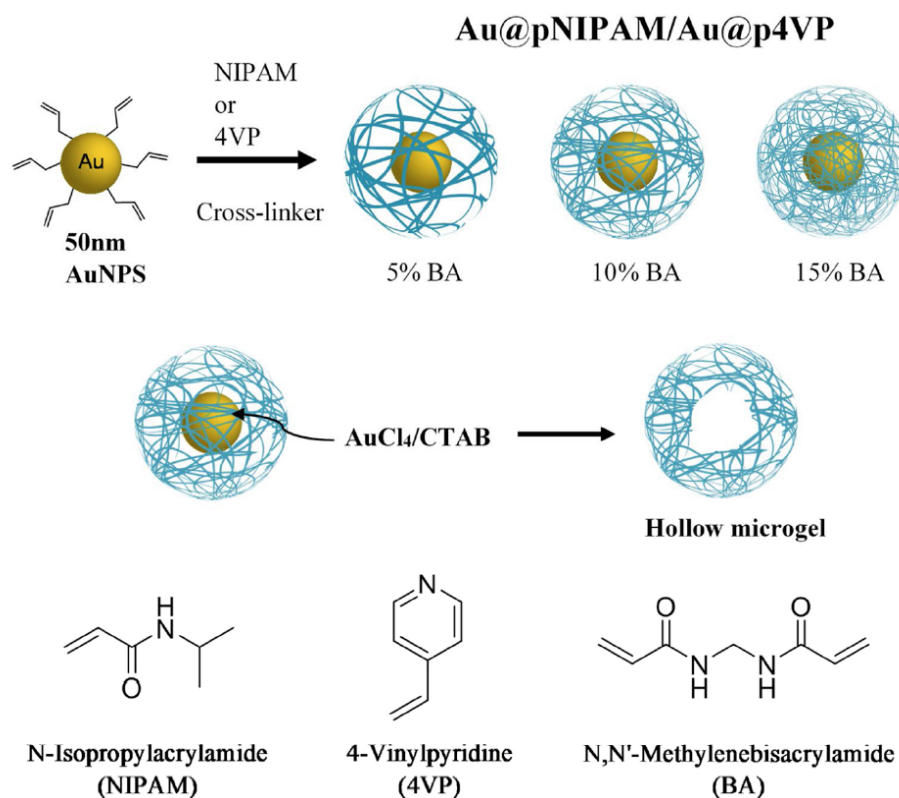 Au@pNIPAM/Au@p4VP
NIPAM
or
4VP
Au
Cross-linker
50nm
AuNPS
5% BA
10% BA
15% BA
AuCl₄/CTAB
Hollow microgel
H
N
O
N
O
O
N
H
N
H
N-Isopropylacrylamide
(NIPAM)
4-Vinylpyridine
(4VP)
N,N'-Methylenebisacrylamide
(BA)